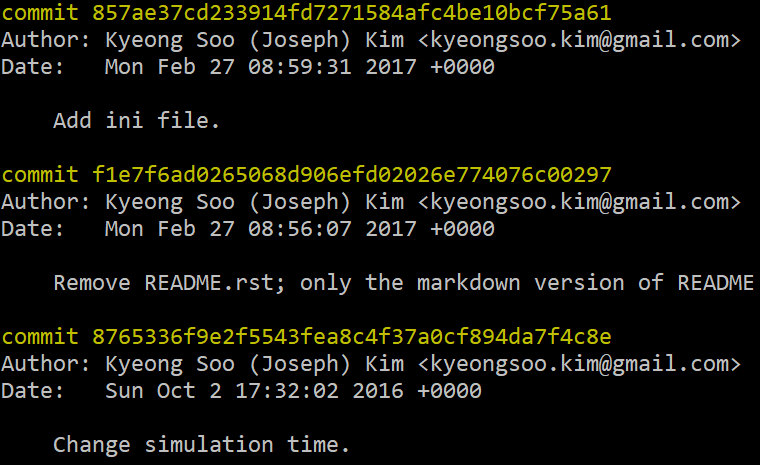 commit 857ae37cd233914fd7271584afc4be10bcf75a61
Author: Kyeong Soo (Joseph) Kim <kyeongsoo.kim@gmail.com>
Date:   Mon Feb 27 08:59:31 2017 +0000
Add ini file.
commit f1e7f6ad0265068d906efd02026e774076c00297
Author: Kyeong Soo (Joseph) Kim <kyeongsoo.kim@gmail.com>
Date:   Mon Feb 27 08:56:07 2017 +0000
Remove README.rst; only the markdown version of README
commit 8765336f9e2f5543fea8c4f37a0cf894da7f4c8e
Author: Kyeong Soo (Joseph) Kim <kyeongsoo.kim@gmail.com>
Date:   Sun Oct 2 17:32:02 2016 +0000
Change simulation time.